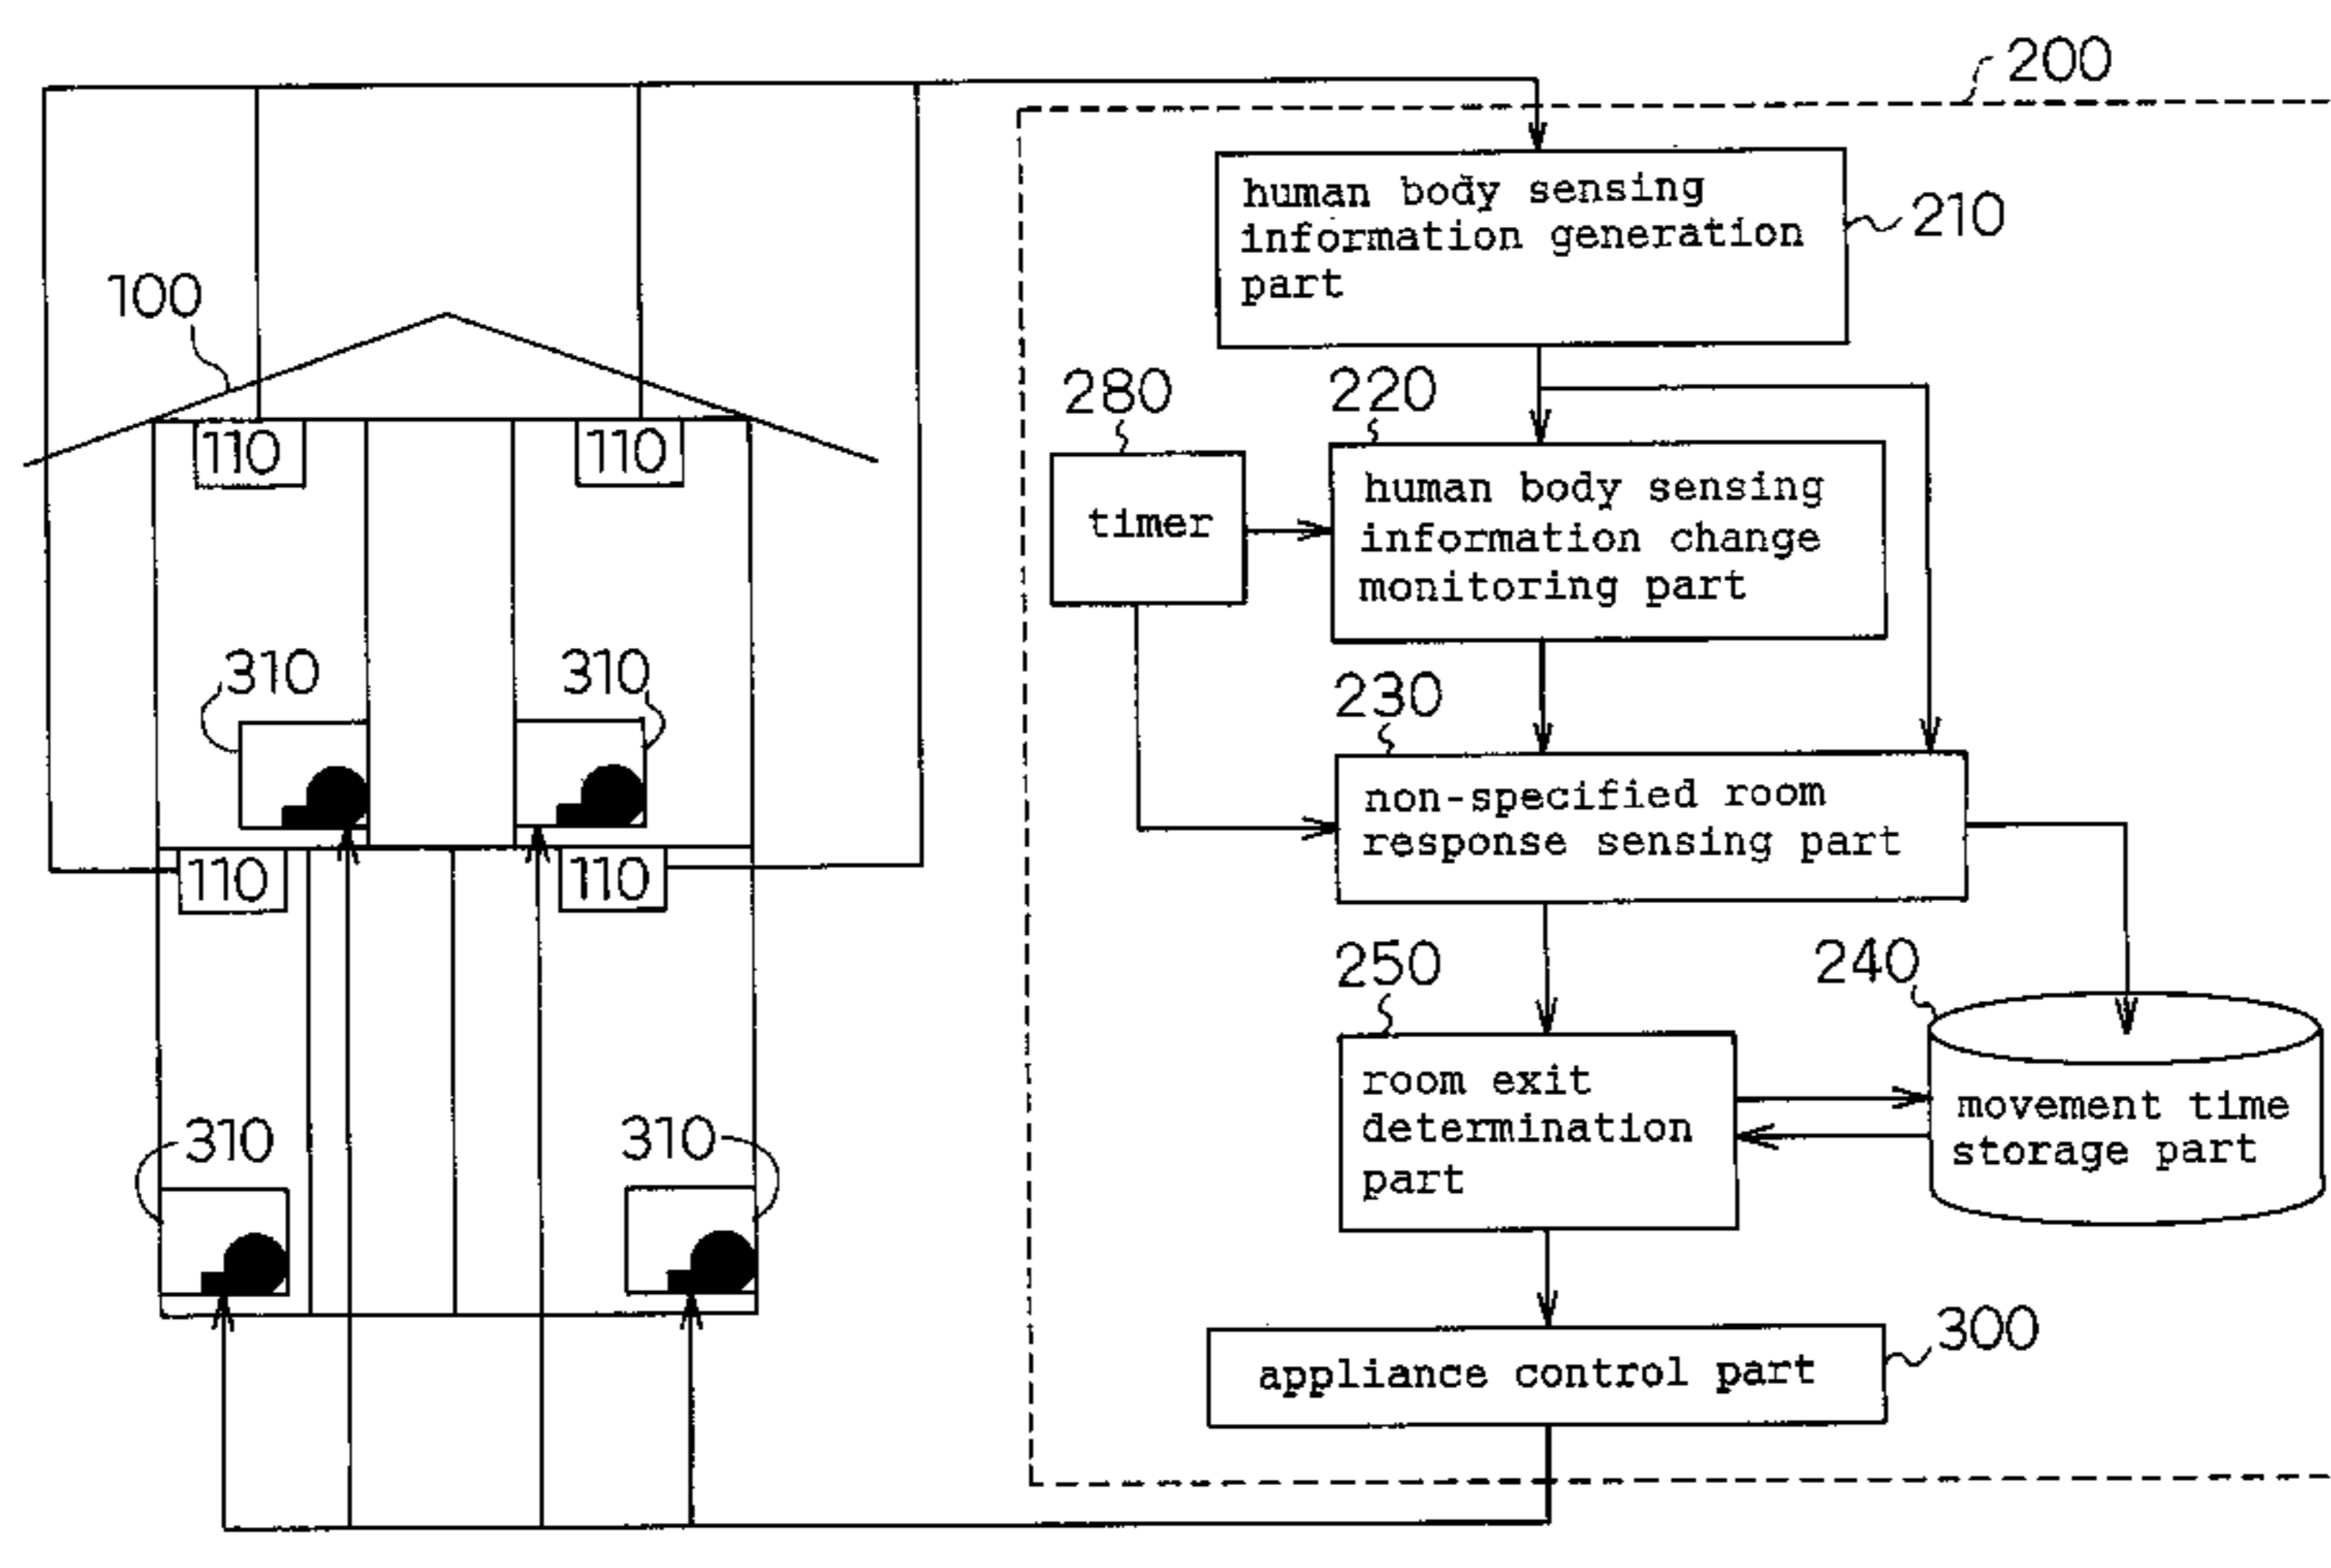 200
human body sensing
information generation
part
210
100
280
220
110
110
timer
human body sensing
information change
monitoring part
310
310
230
non-specified room
response sensing part
110
110
250
240
room exit
determination
part
movement time
storage part
310
310
300
appliance control part